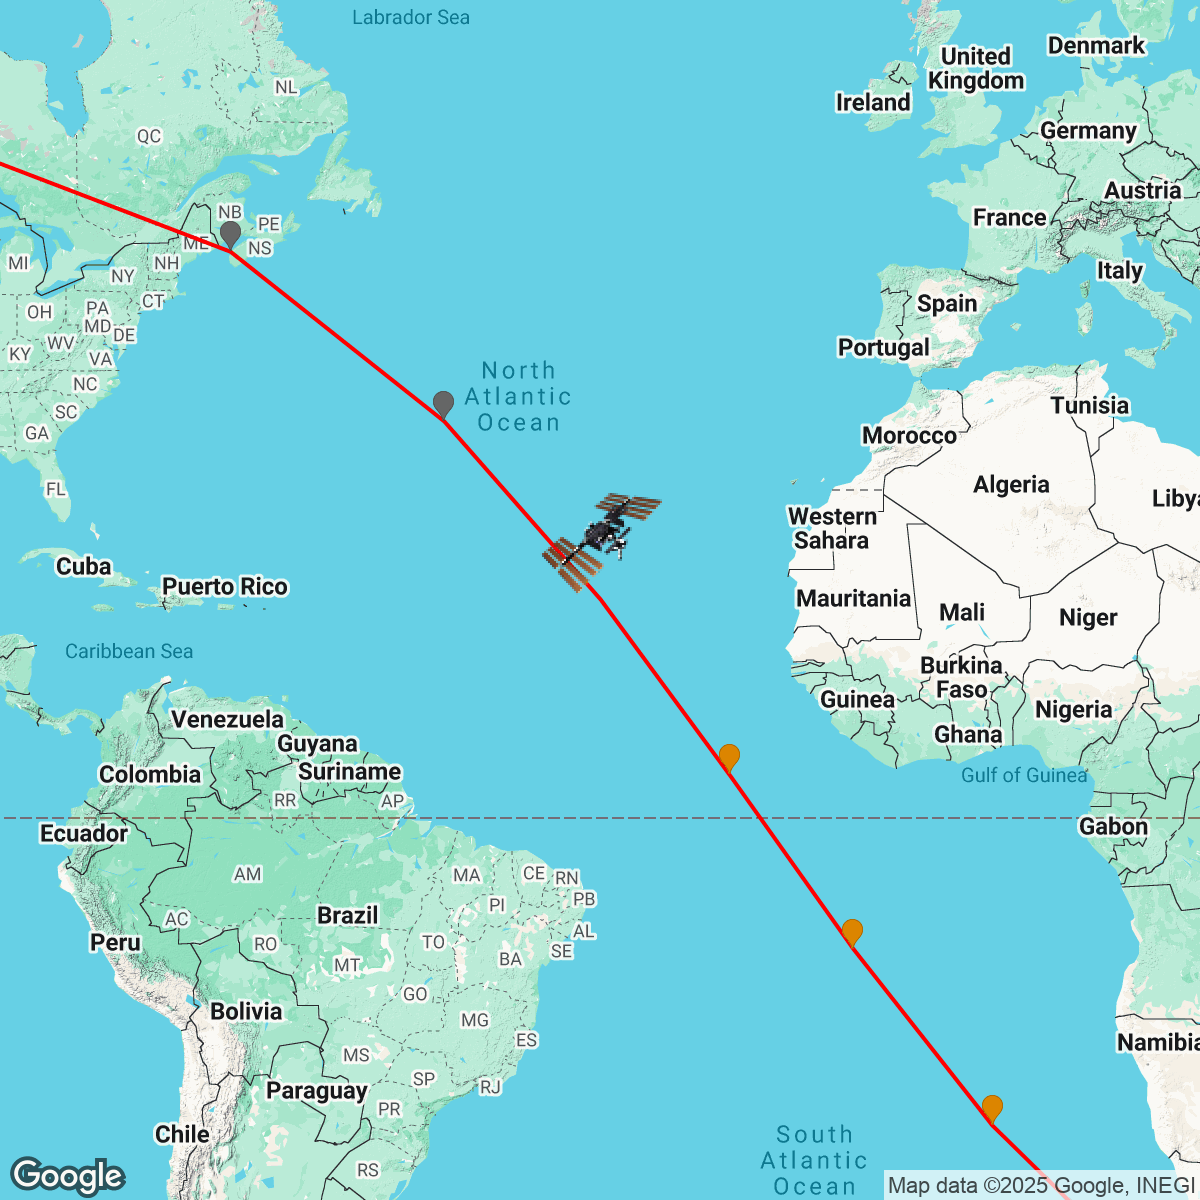 Labrador Sea
Denmark
United
Kingdom
Ireland
NL
QC
Germany
Austria
NB
PE
France
ME
NS
MI
NH
Italy
NY
CT
OH
PA
Spain
MD
DE
WV
Portugal
KY
VA
North
Atlantic
Ocean
NC
SC
Tunisia
GA
Morocco
FL
Algeria
Libya
Western
Sahara
Cuba
Puerto Rico
Mauritania
Mali
Niger
Caribbean Sea
Burkina
Faso
Guinea
Nigeria
Venezuela
Ghana
Guyana
Colombia
Suriname
Gulf of Guinea
RR
AP
Ecuador
Gabon
AM
MA
CE
RN
PI
PB
AC
Brazil
AL
Peru
RO
TO
SE
MT
BA
GO
Bolivia
MG
ES
Namibia
MS
SP
RJ
Paraguay
PR
Chile
South
Atlantic
Ocean
RS
Google
Map data ©2025 Google, INEGI